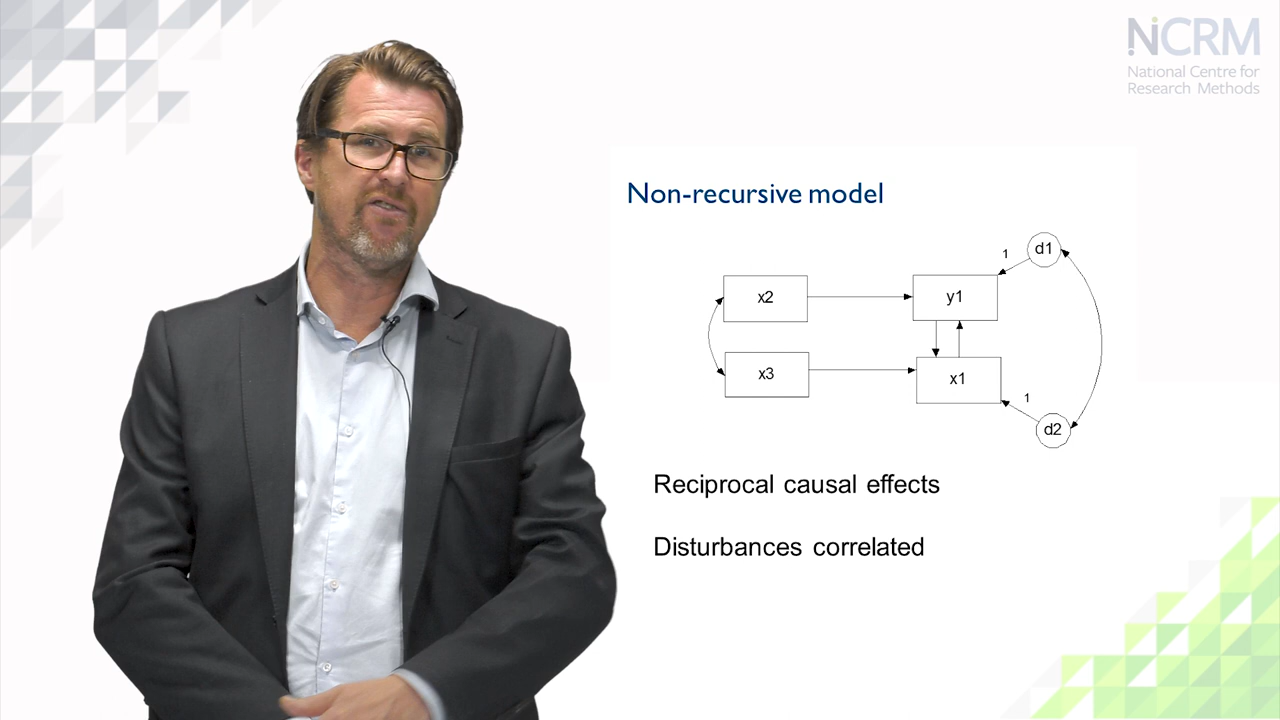 NCRM
National Centre for
Research Methods
Non-recursive model
d1
1
x2
y1
x3
x1
1
d2
Reciprocal causal effects
Disturbances correlated